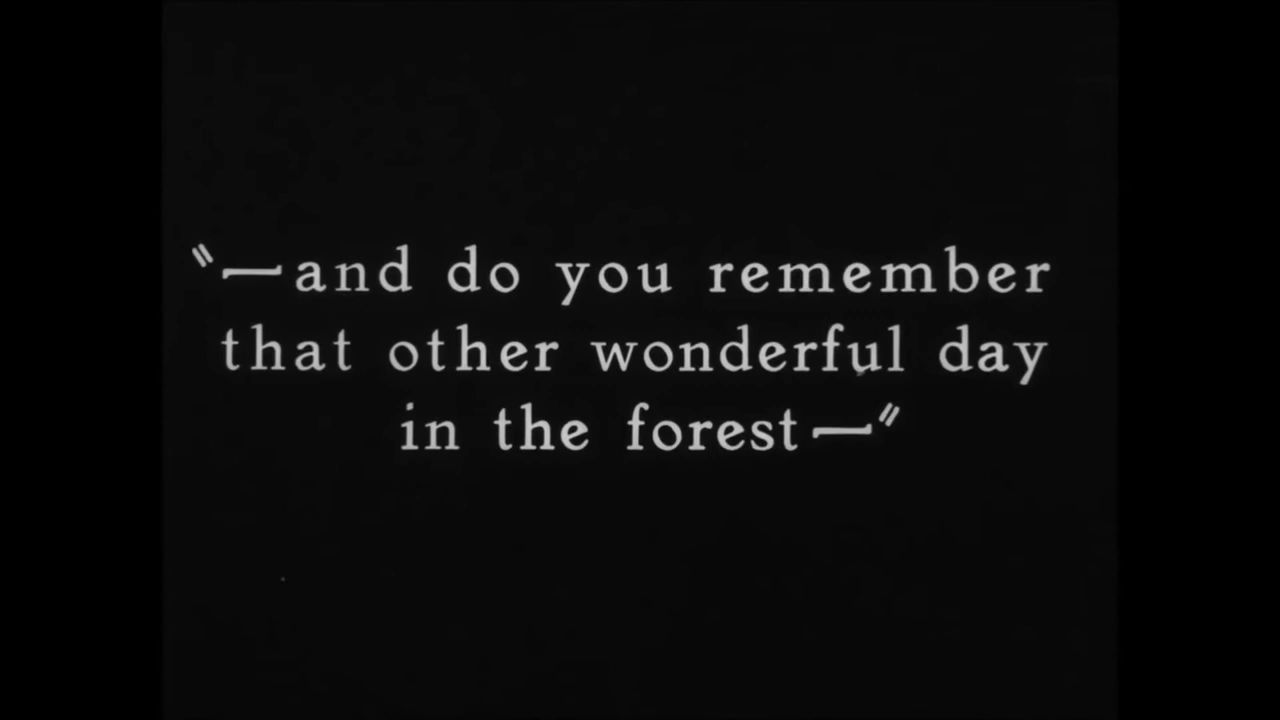 "—and do you remember
that other wonderful day
in the forest—"